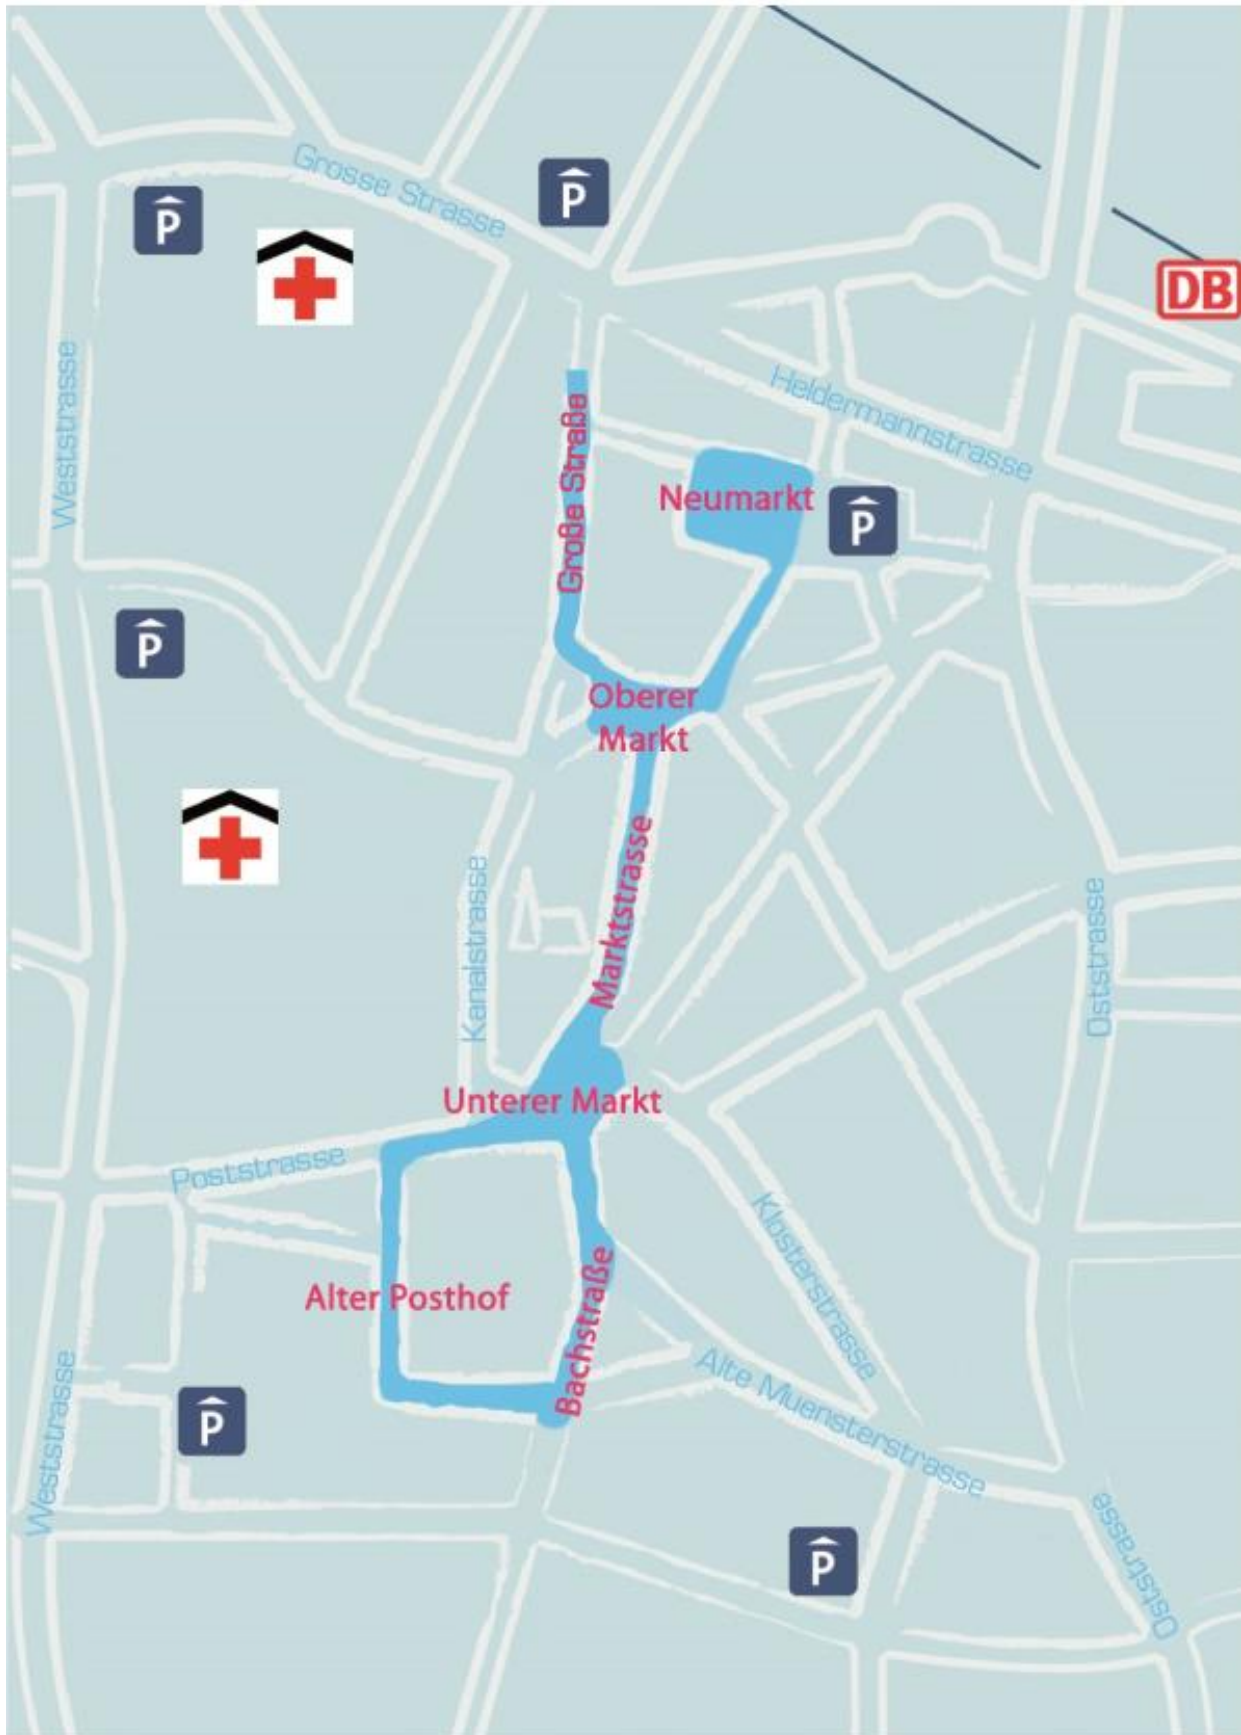 Grosse Strasse
P
P
DB
Weststrasse
Große Straße
Heldermannstrasse
Neumarkt
P
P
Oberer
Markt
Marktstrasse
Kanalstrasse
Oststrasse
Unterer Markt
Poststrasse
Klosterstrasse
Alter Posthof
Bachstraße
Alte Muensterstrasse
Weststrasse
P
Oststrasse
P